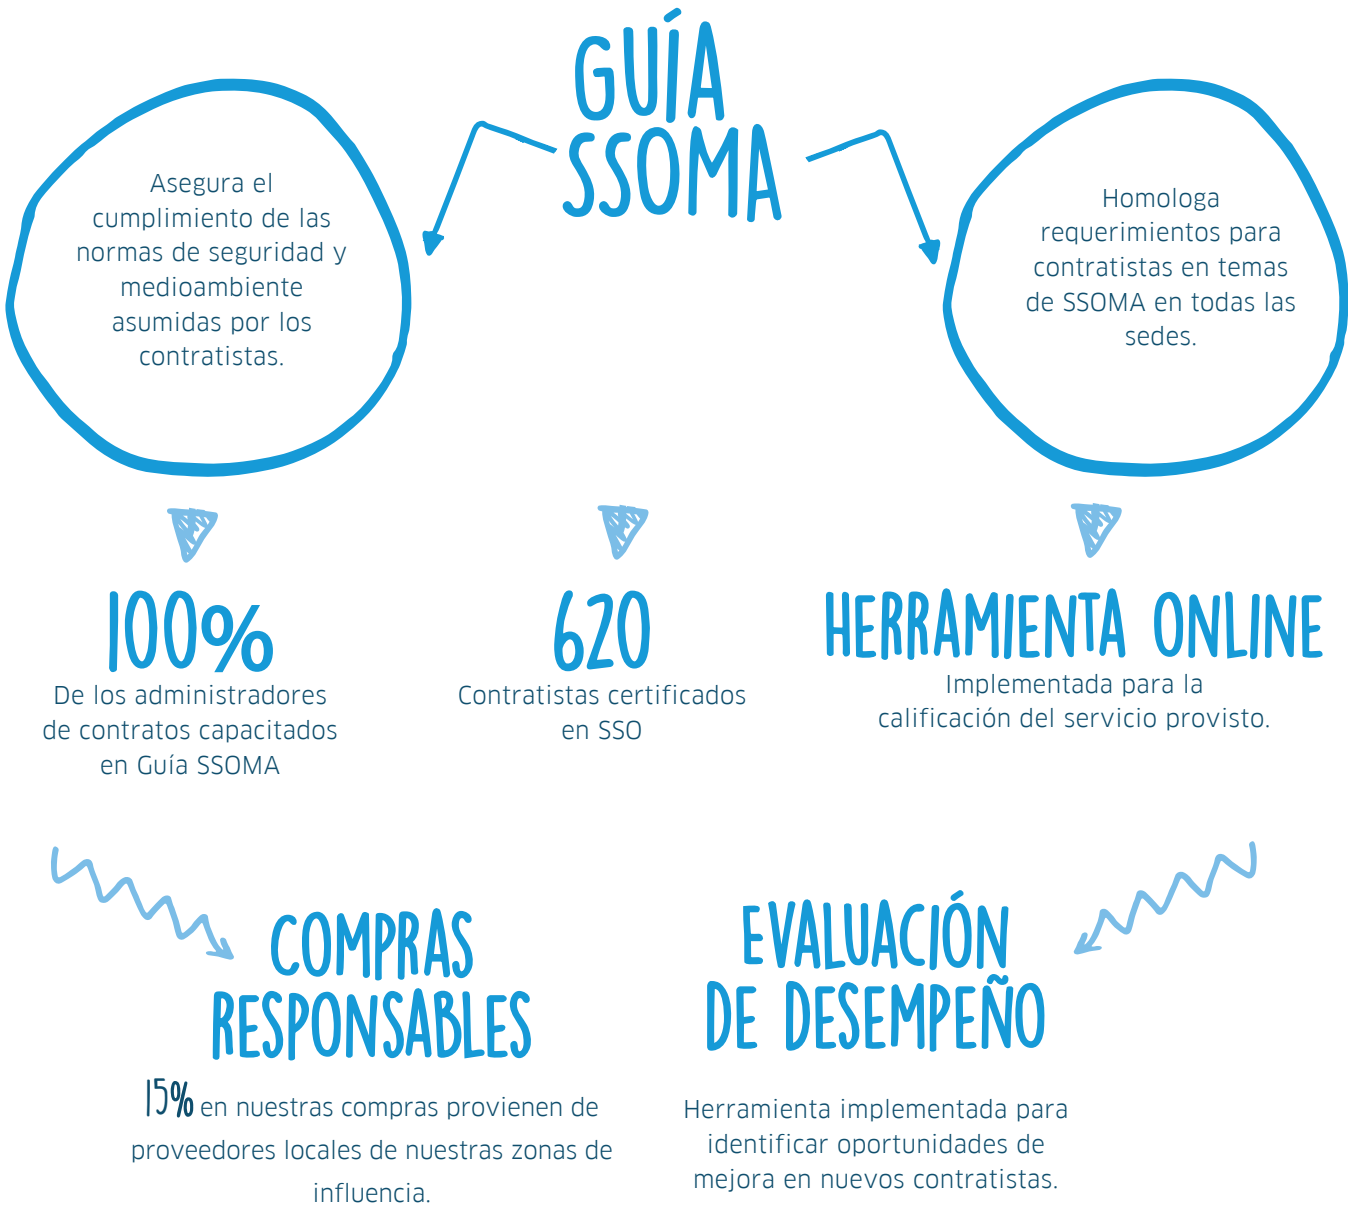 GUÍA
SSOMA
Asegura el
cumplimiento de las
normas de seguridad y
medioambiente
asumidas por los
contratistas.
Homologa
requerimientos para
contratistas en temas
de SSOMA en todas las
sedes.
100%
De los administradores
de contratos capacitados
en Guía SSOMA
620
Contratistas certificados
en SSO
HERRAMIENTA ONLINE
Implementada para la
calificación del servicio provisto.
COMPRAS
RESPONSABLES
15% en nuestras compras provienen de
proveedores locales de nuestras zonas de
influencia.
EVALUACIÓN
DE DESEMPEÑO
Herramienta implementada para
identificar oportunidades de
mejora en nuevos contratistas.